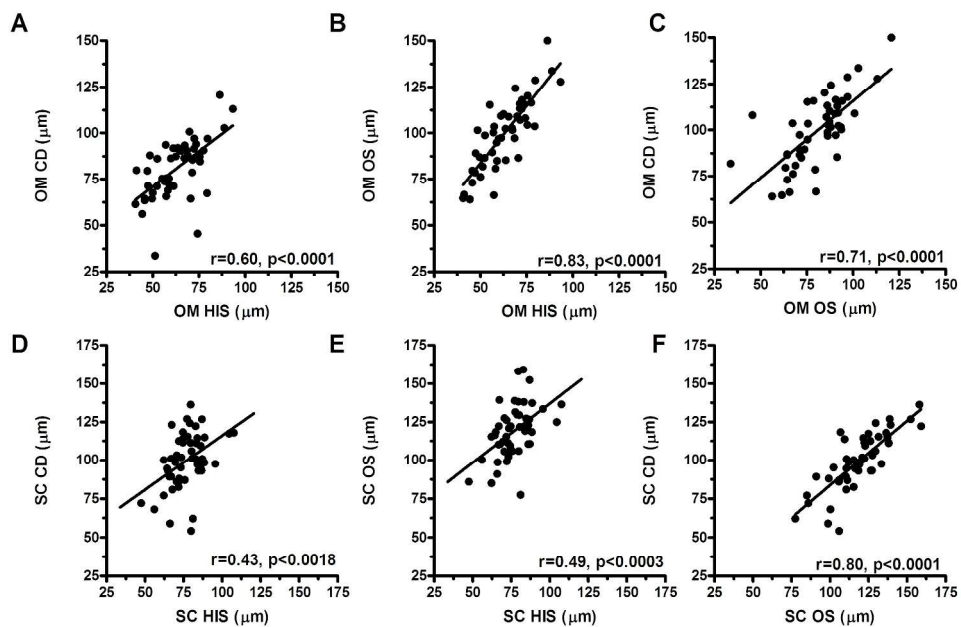 A
OM CD (μm)
150
125
100
75
50
25
25 50 75 100 125 150
OM HIS (μm)
r=0.60, p<0.0001
B
OM OS (μm)
150
125
100
75
50
25
25 50 75 100 125 150
OM HIS (μm)
r=0.83, p<0.0001
C
OM CD (μm)
150
125
100
75
50
25
25 50 75 100 125 150
OM OS (μm)
r=0.71, p<0.0001
D
SC CD (μm)
175
150
125
100
75
50
25
25 50 75 100 125 150 175
SC HIS (μm)
r=0.43, p<0.0018
E
SC OS (μm)
175
150
125
100
75
50
25
25 50 75 100 125 150 175
SC HIS (μm)
r=0.49, p<0.0003
F
SC CD (μm)
175
150
125
100
75
50
25
25 50 75 100 125 150 175
SC OS (μm)
r=0.80, p<0.0001